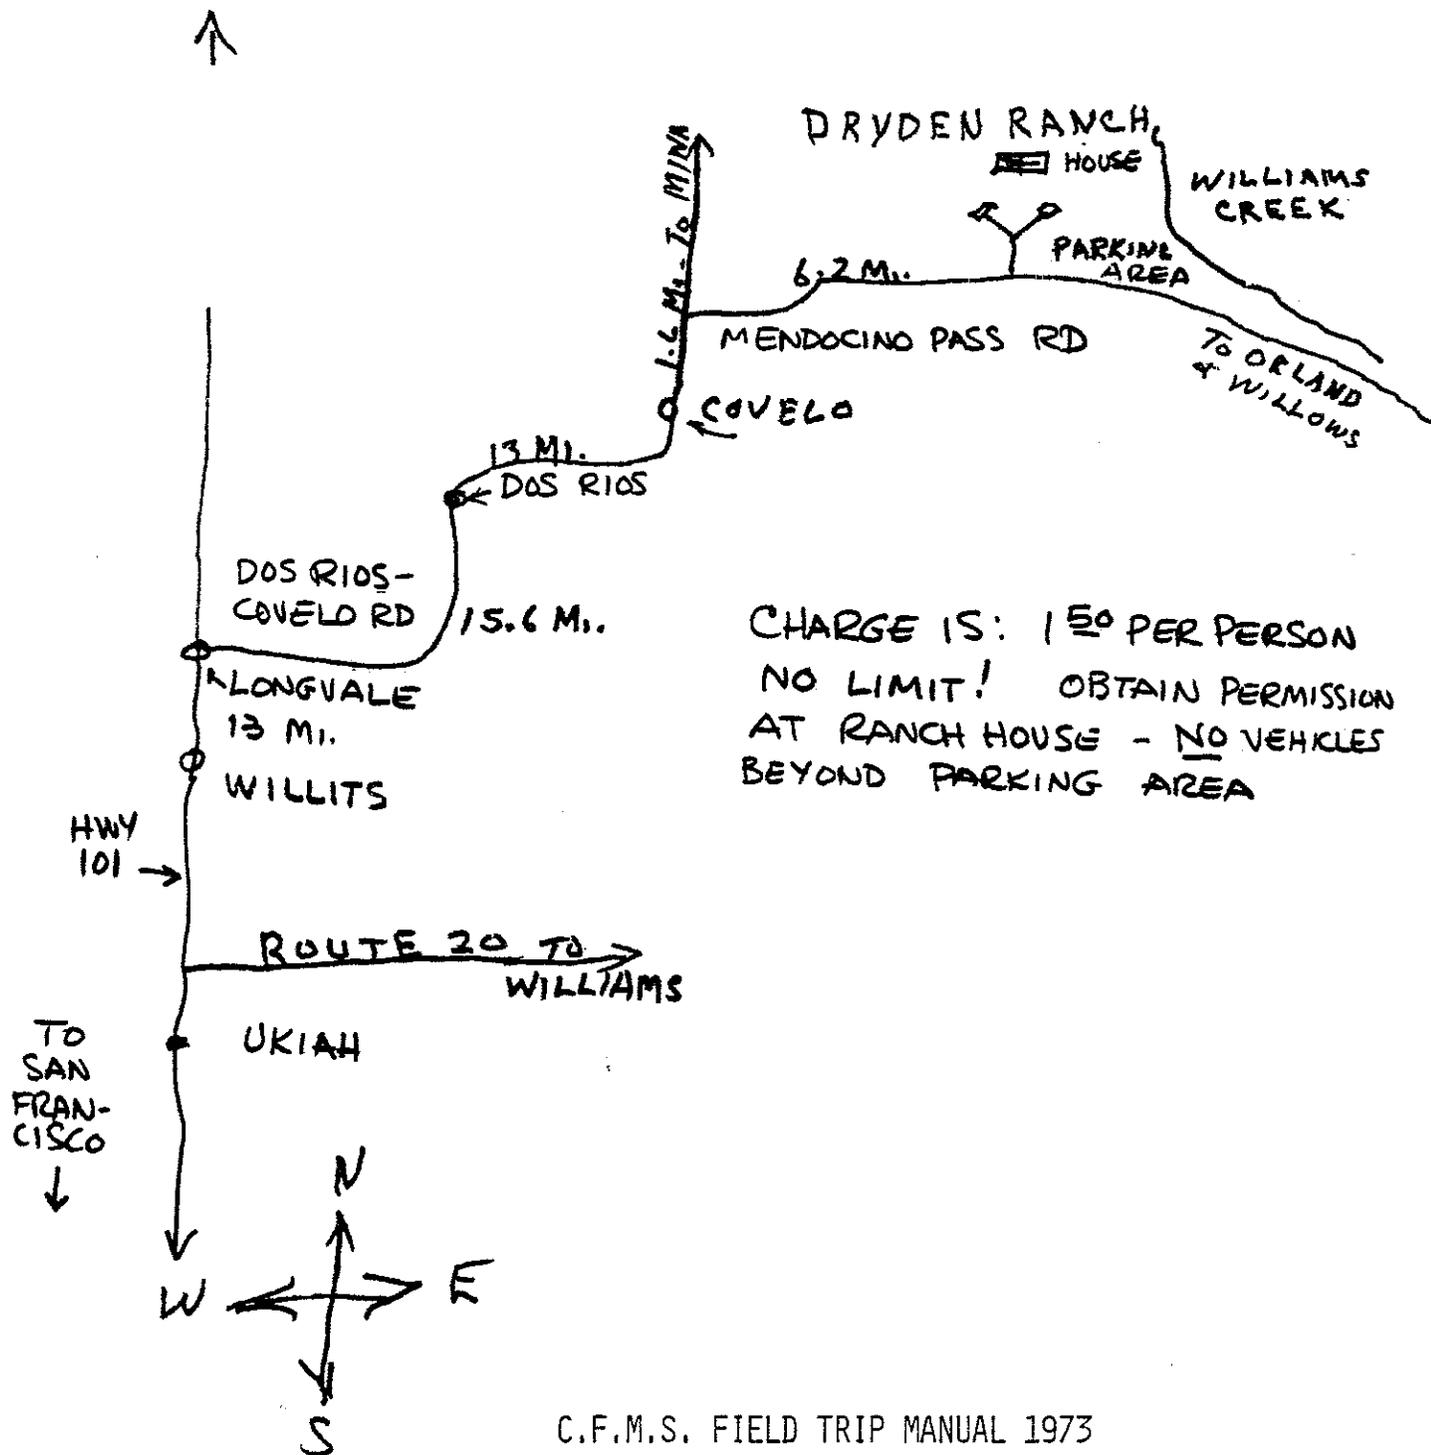 DRYDEN RANCH
HOUSE
WILLIAMS
CREEK
PARKING
AREA
1.6 MI. - TO MINA
6.2 MI.
MENDOCINO PASS RD
TO ORLAND
& WILLOWS
COVELO
13 MI.
DOS RIOS
DOS RIOS-
COVELO RD
15.6 MI.
LONGVALE
13 MI.
WILLITS
CHARGE IS: 1 50 PER PERSON
NO LIMIT! OBTAIN PERMISSION
AT RANCH HOUSE - NO VEHICLES
BEYOND PARKING AREA
HWY
101
ROUTE 20 TO
WILLIAMS
UKIAH
TO
SAN
FRAN-
CISCO
N
W E
S
C.F.M.S. FIELD TRIP MANUAL 1973